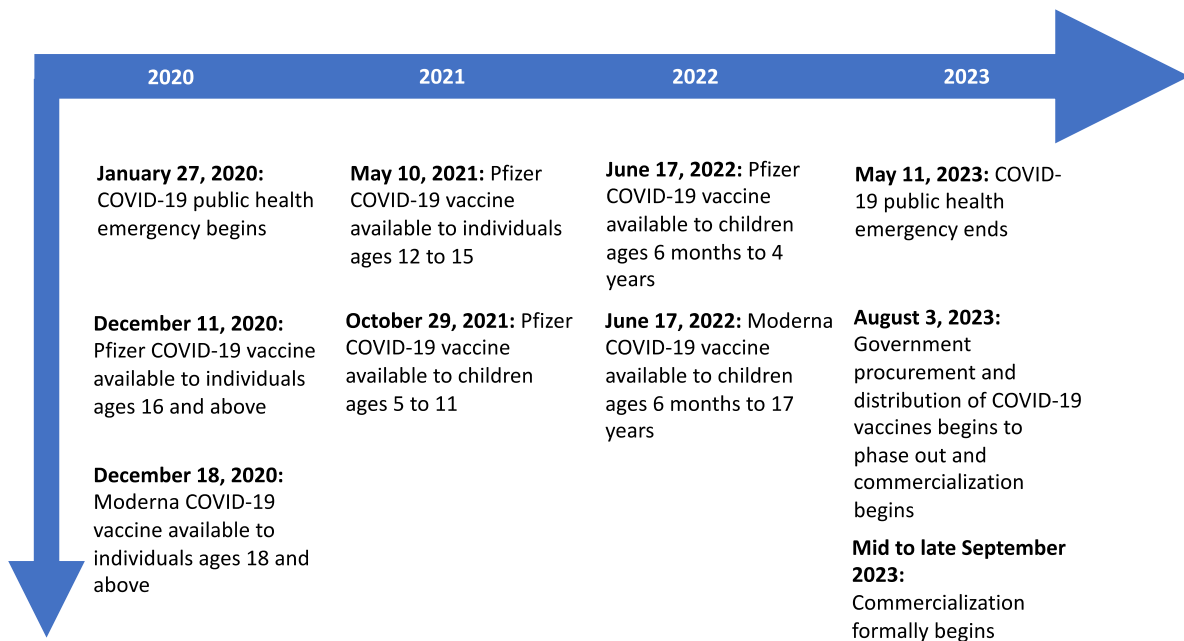 2020
2021
2022
2023
January 27, 2020:
COVID-19 public health
emergency begins
December 11, 2020:
Pfizer COVID-19 vaccine
available to individuals
ages 16 and above
December 18, 2020:
Moderna COVID-19
vaccine available to
individuals ages 18 and
above
May 10, 2021: Pfizer
COVID-19 vaccine
available to individuals
ages 12 to 15
October 29, 2021: Pfizer
COVID-19 vaccine
available to children
ages 5 to 11
June 17, 2022: Pfizer
COVID-19 vaccine
available to children
ages 6 months to 4
years
June 17, 2022: Moderna
COVID-19 vaccine
available to children
ages 6 months to 17
years
May 11, 2023: COVID-
19 public health
emergency ends
August 3, 2023:
Government
procurement and
distribution of COVID-19
vaccines begins to
phase out and
commercialization
begins
Mid to late September
2023:
Commercialization
formally begins